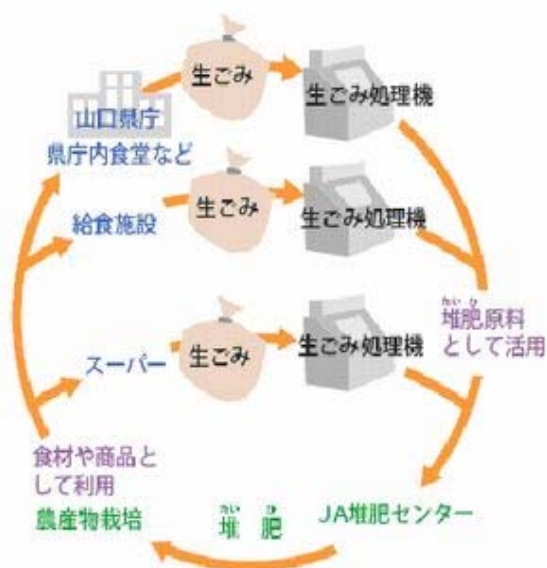 生ごみ
生ごみ処理機
山口県庁
県庁内食堂など
生ごみ
生ごみ処理機
給食施設
たい ひ
堆肥原料
として活用
生ごみ
生ごみ処理機
スーパー
食材や商品と
して利用
農産物栽培
たい ひ
堆 肥
JA堆肥センター